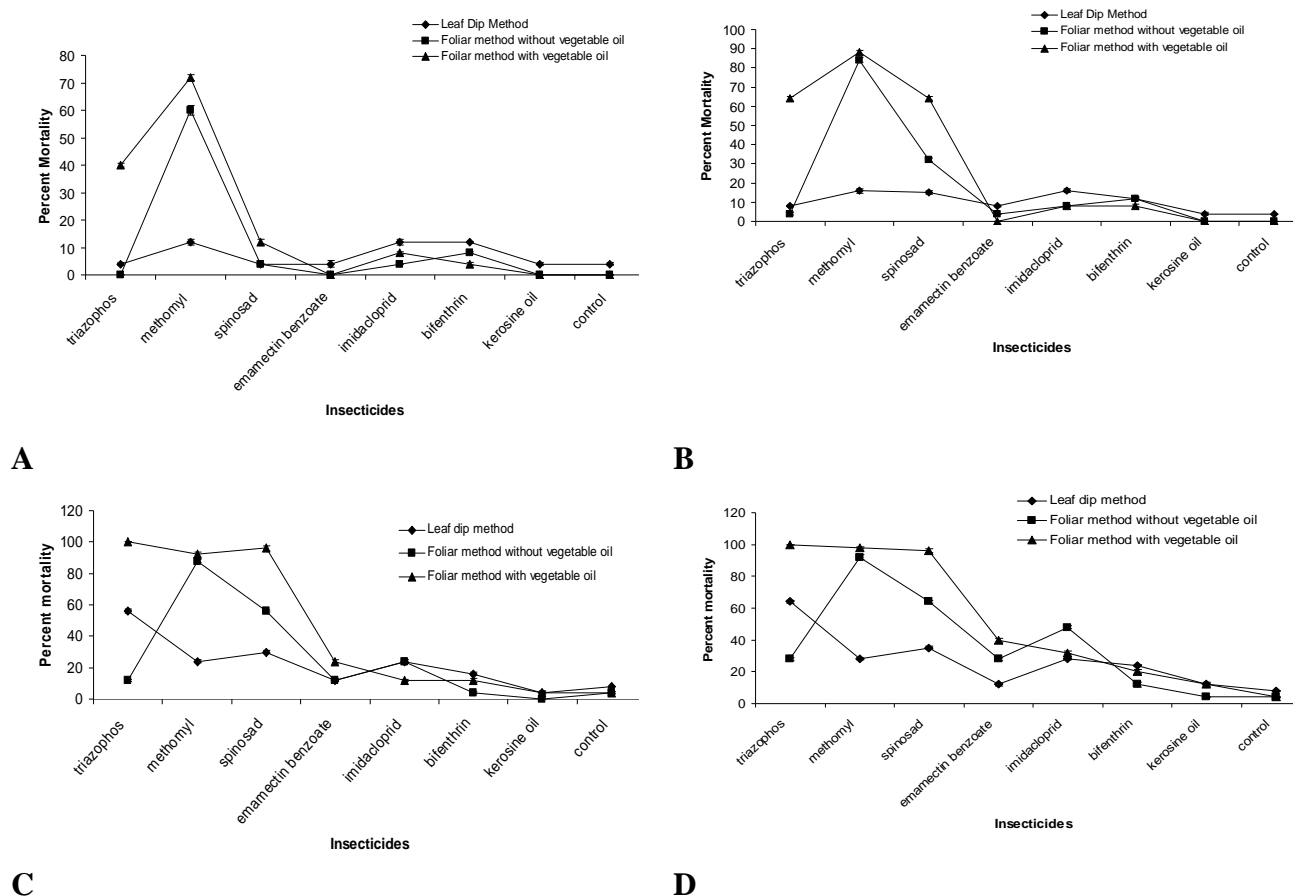 Leaf Dip Method
Foliar method without vegetable oil
Foilar method with vegetable oil
80
70
60
50
40
30
20
10
0
Percent Mortality
triazophos
methomyl
spinosad
emamectin benzoate
imidacloprid
bifenthrin
kerosine oil
control
Insecticides
A
Leaf Dip Method
Foliar method without vegetable oil
Foliar method with vegetable oil
100
90
80
70
60
50
40
30
20
10
0
Percent Mortality
triazophos
methomyl
spinosad
emamectin benzoate
imidacloprid
bifenthrin
kerosine oil
control
Insecticides
B
Leaf dip method
Foliar method without vegetable oil
Foliar method with vegetable oil
120
100
80
60
40
20
0
Percent mortality
triazophos
methomyl
spinosad
emamectin benzoate
imidacloprid
bifenthrin
kerosine oil
control
Insecticides
C
Leaf dip method
Foliar method without vegetable oil
Foliar method with vegetable oil
120
100
80
60
40
20
0
Percent mortality
triazophos
methomyl
spinosad
emamectin benzoate
imidacloprid
bifenthrin
kerosine oil
control
Insecticides
D